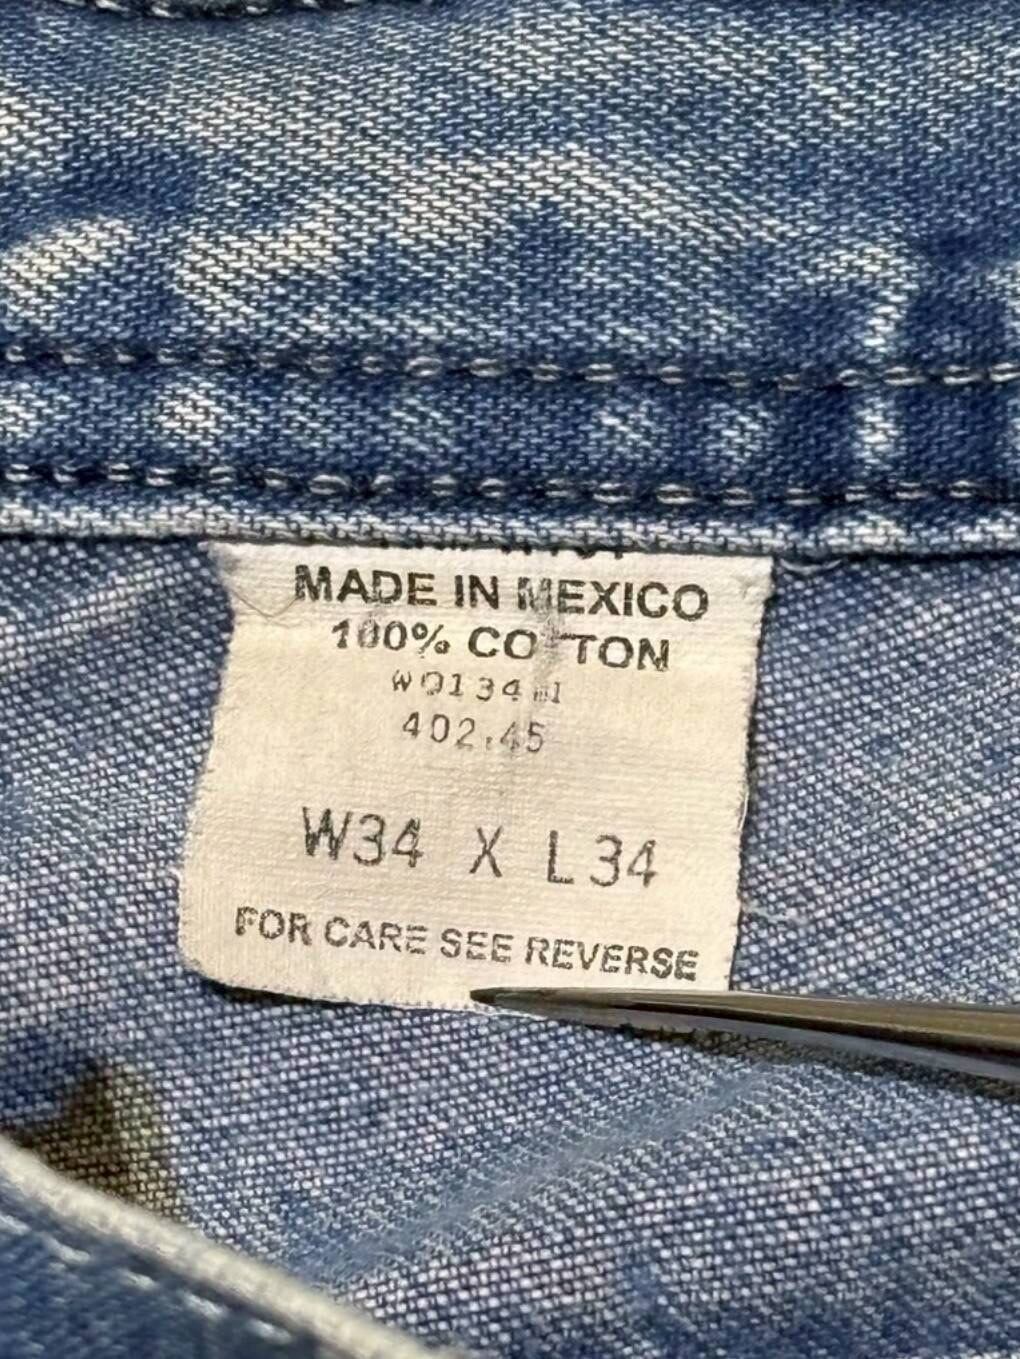 MADE IN MEXICO
100% COTTON
402.45
W34 X L34
FOR CARE SEE REVERSE